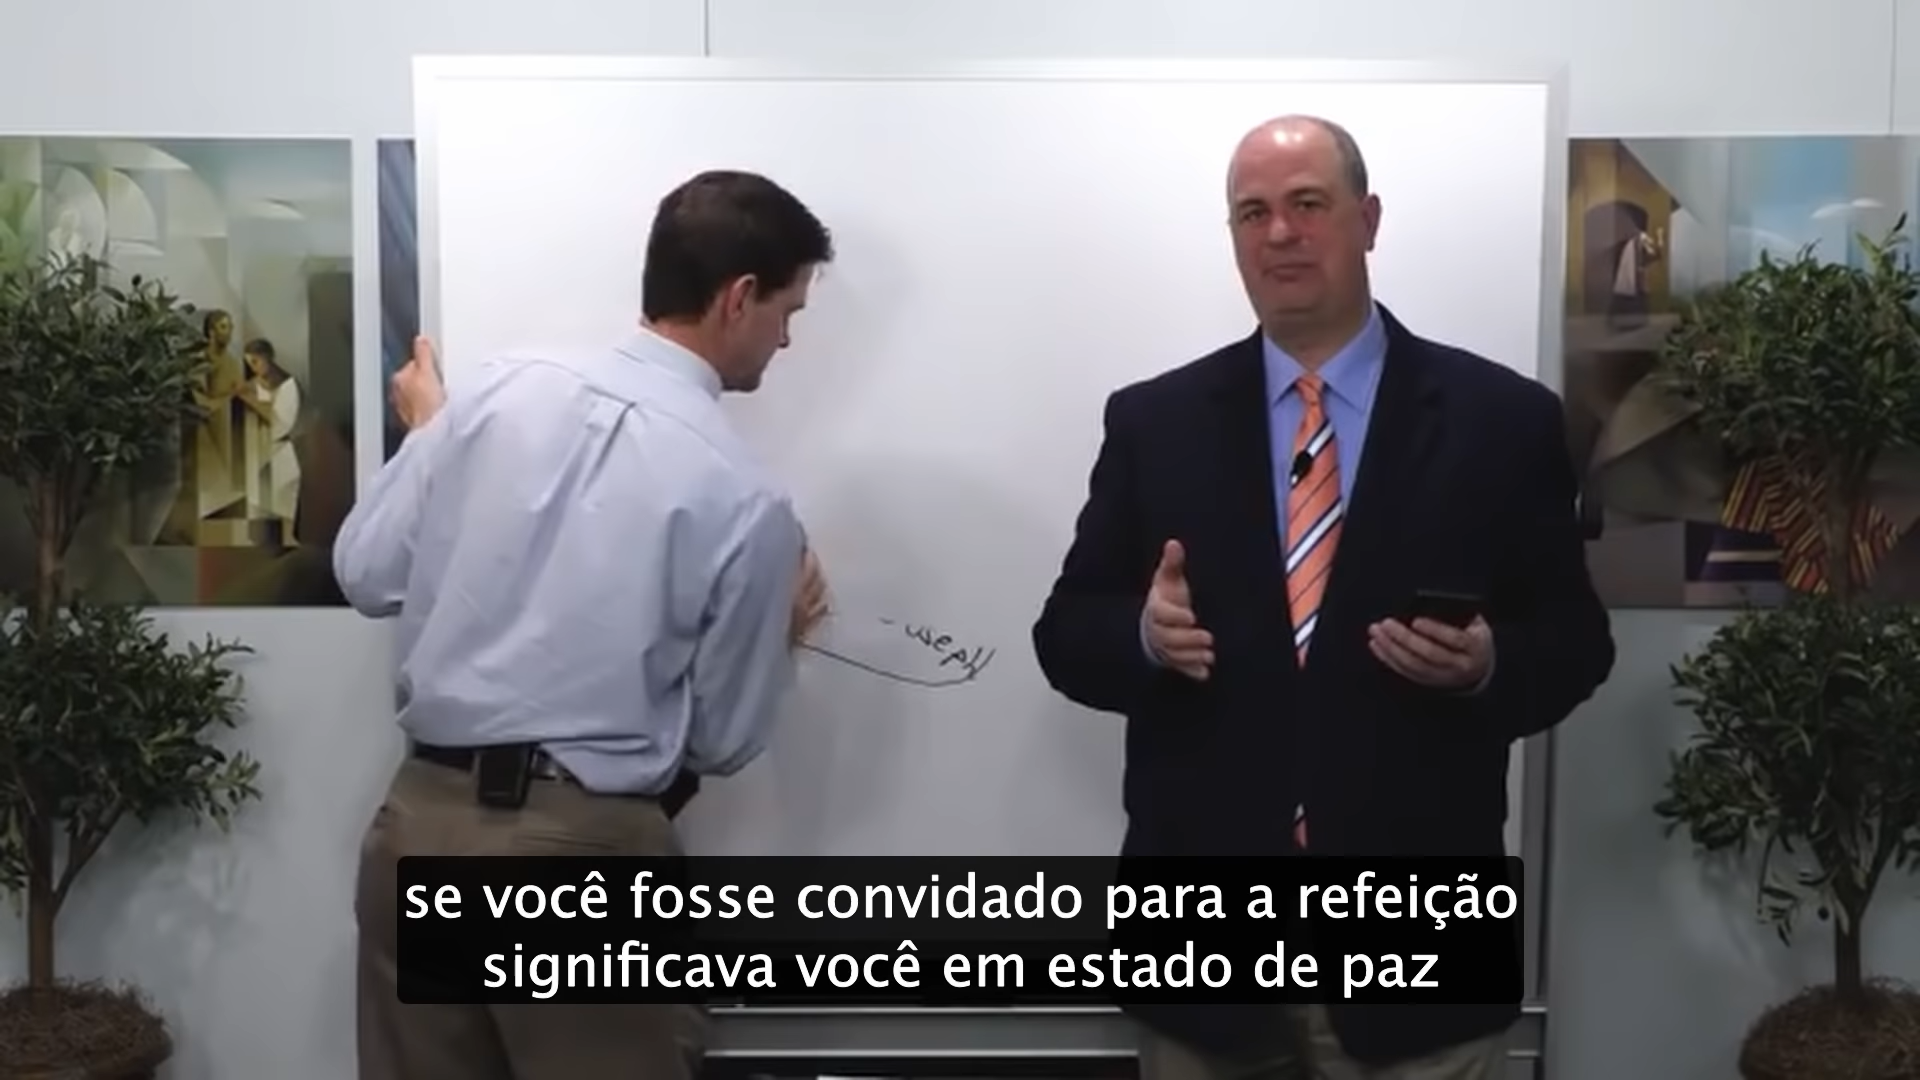 se você fosse convidado para a refeição
significava você em estado de paz